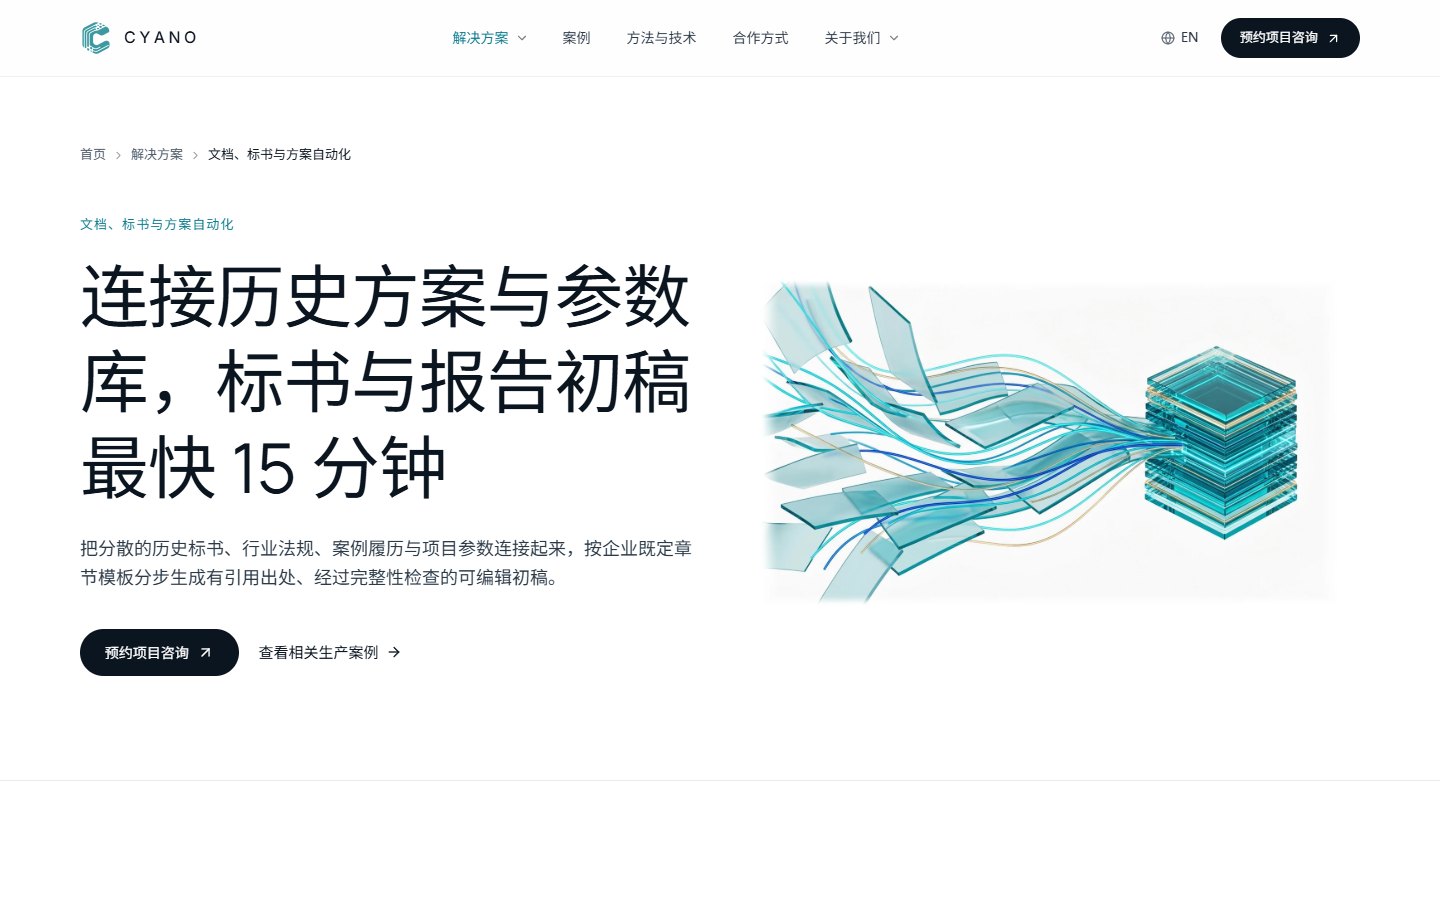 CYANO
解决方案
案例
方法与技术
合作方式
关于我们
EN
预约项目咨询
首页 > 解决方案 > 文档、标书与方案自动化
文档、标书与方案自动化
连接历史方案与参数
库，标书与报告初稿
最快 15 分钟
把分散的历史标书、行业法规、案例履历与项目参数连接起来，按企业既定章
节模板分步生成有引用出处、经过完整性检查的可编辑初稿。
预约项目咨询
查看相关生产案例